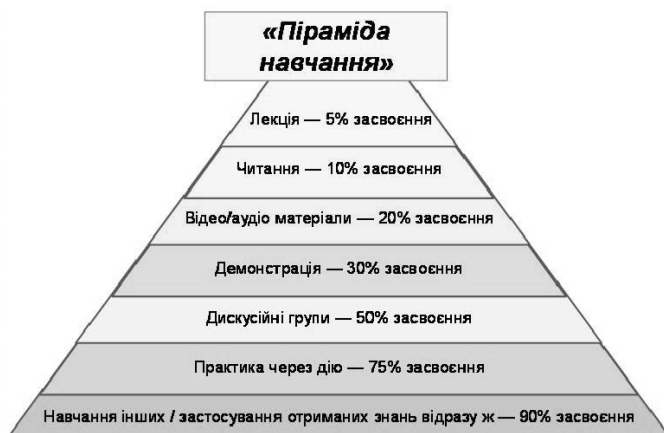 «Піраміда
навчання»
Лекція — 5% засвоєння
Читання — 10% засвоєння
Відео/аудіо матеріали — 20% засвоєння
Демонстрація — 30% засвоєння
Дискусійні групи — 50% засвоєння
Практика через дію — 75% засвоєння
Навчання інших / застосування отриманих знань відразу ж — 90% засвоєння